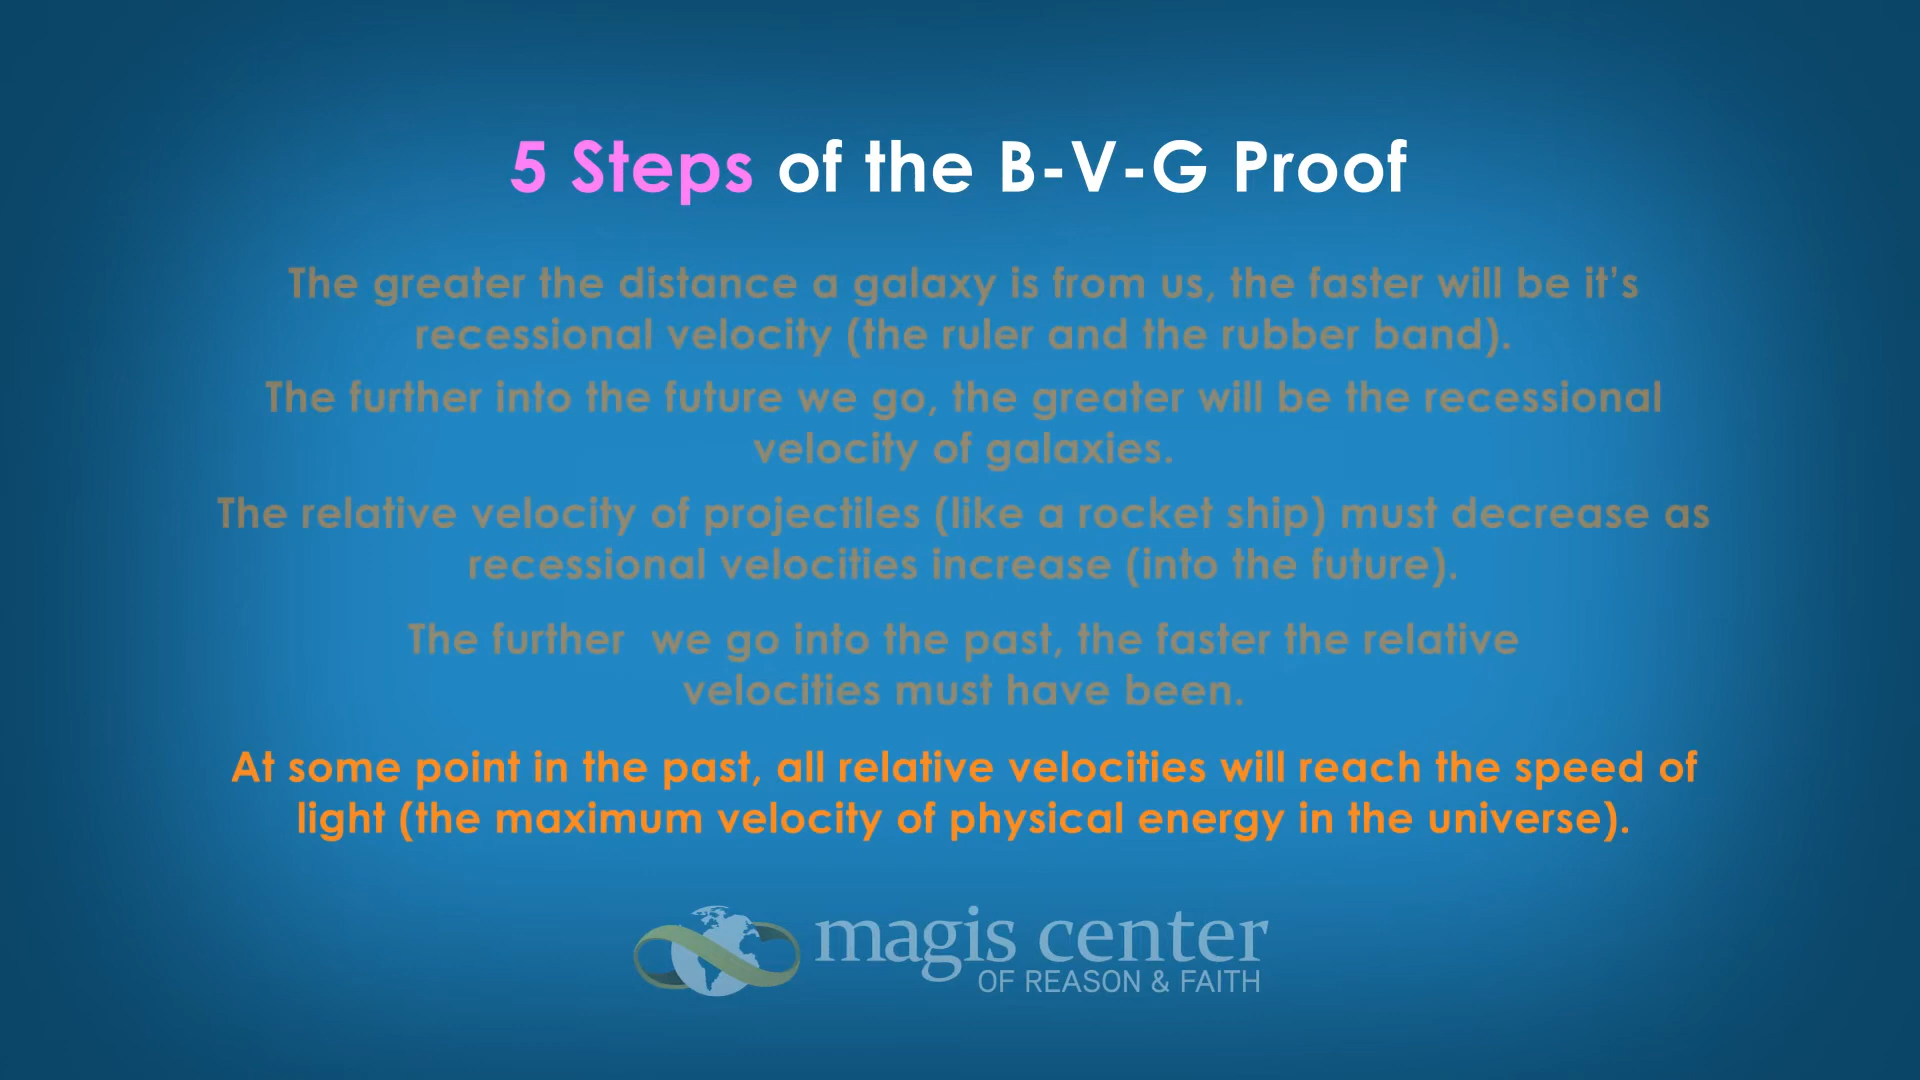 5 Steps of the B-V-G Proof
The greater the distance a galaxy is from us, the faster will be it’s
recessional velocity (the ruler and the rubber band).
The further into the future we go, the greater will be the recessional
velocity of galaxies.
The relative velocity of projectiles (like a rocket ship) must decrease as
recessional velocities increase (into the future).
The further  we go into the past, the faster the relative
velocities must have been.
At some point in the past, all relative velocities will reach the speed of
light (the maximum velocity of physical energy in the universe).
magis center
OF REASON & FAITH